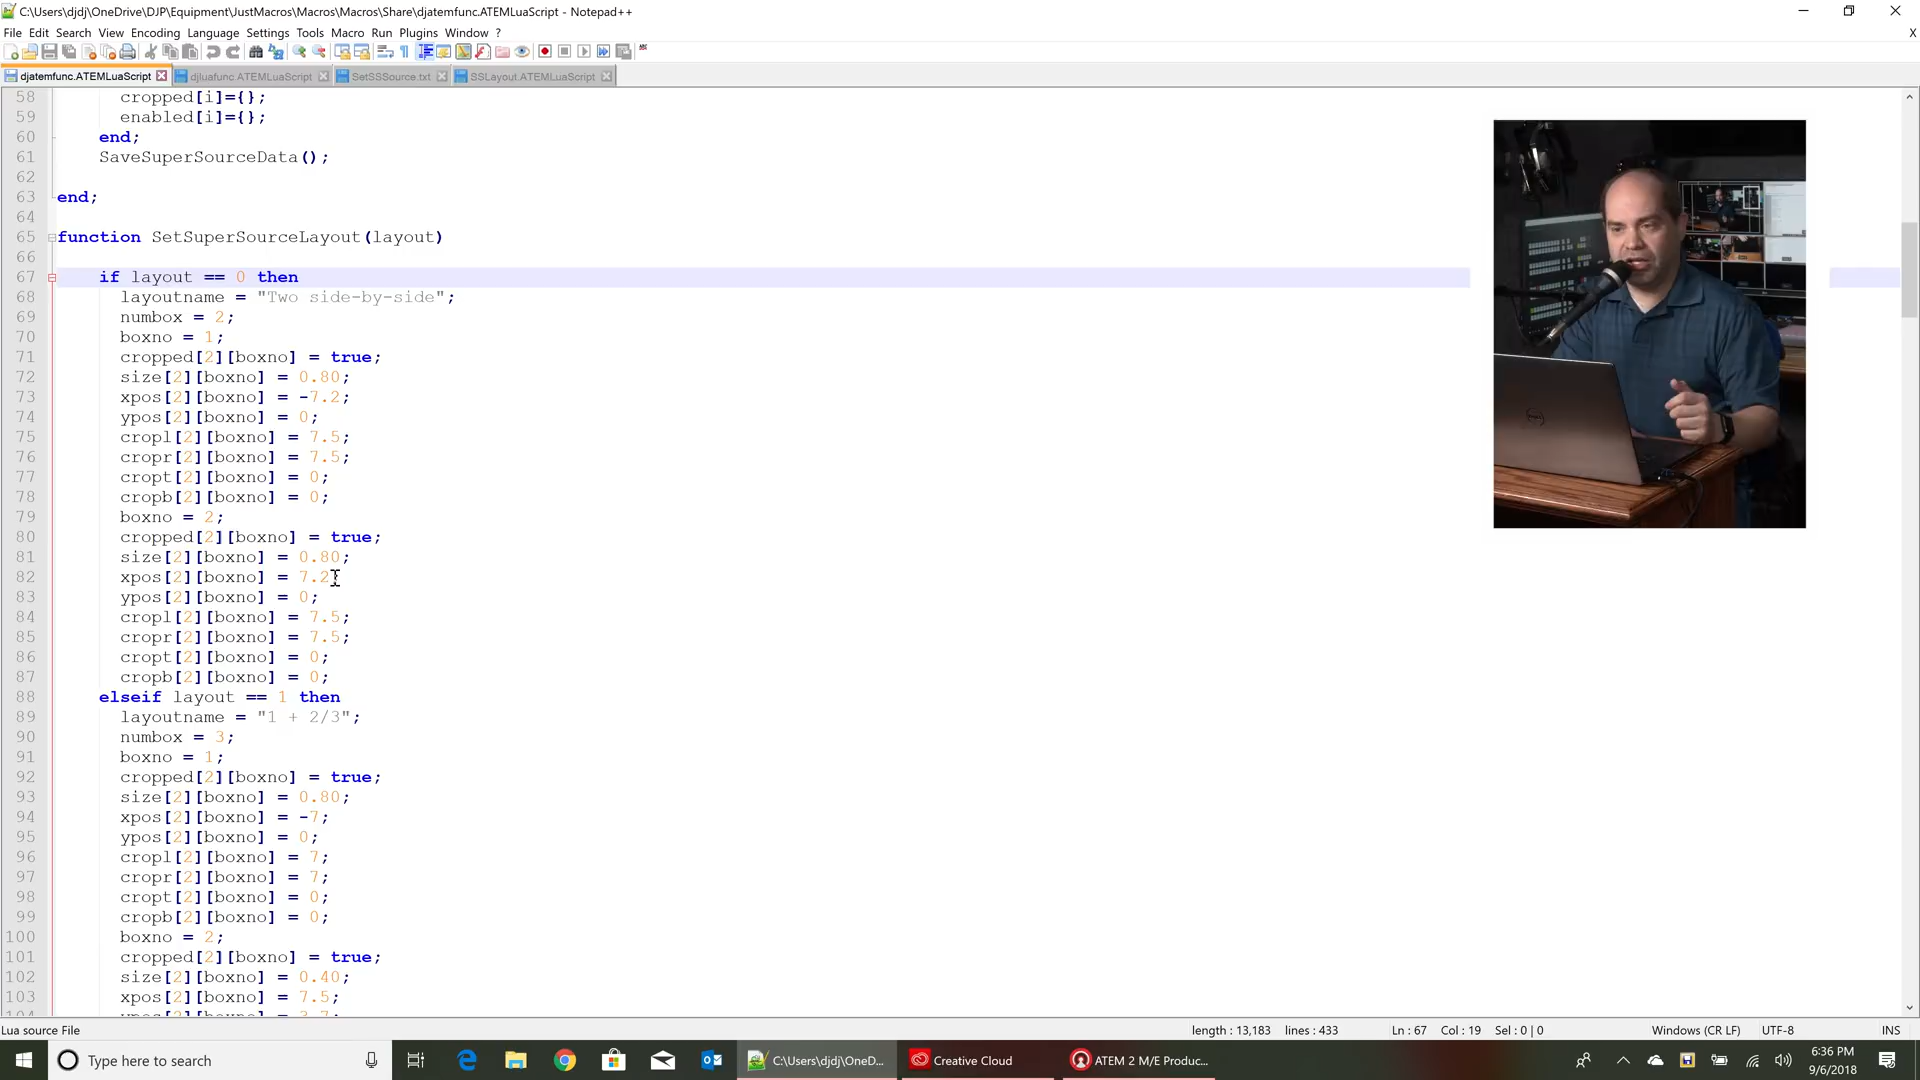 C:\Users\djdj\OneDrive\DJP\Equipment\JustMacros\Macros\Macros\Share\djatemfunc.ATEMLuaScript - Notepad++
File Edit Search View Encoding Language Settings Tools Macro Run Plugins Window ? X
djatemfunc.ATEMLuaScript djluafunc.ATEMLuaScript SetSSSource.txt SSLayout.ATEMLuaScript
58 cropped[i]={};
59 enabled[i]={};
60 end;
61 SaveSuperSourceData();
62
63 end;
64
65 function SetSuperSourceLayout(layout)
66
67 if layout == 0 then
68 layoutname = "Two side-by-side";
69 numbox = 2;
70 boxno = 1;
71 cropped[2][boxno] = true;
72 size[2][boxno] = 0.80;
73 xpos[2][boxno] = -7.2;
74 ypos[2][boxno] = 0;
75 cropl[2][boxno] = 7.5;
76 cropr[2][boxno] = 7.5;
77 cropt[2][boxno] = 0;
78 cropb[2][boxno] = 0;
79 boxno = 2;
80 cropped[2][boxno] = true;
81 size[2][boxno] = 0.80;
82 xpos[2][boxno] = 7.2
83 ypos[2][boxno] = 0;
84 cropl[2][boxno] = 7.5;
85 cropr[2][boxno] = 7.5;
86 cropt[2][boxno] = 0;
87 cropb[2][boxno] = 0;
88 elseif layout == 1 then
89 layoutname = "1 + 2/3";
90 numbox = 3;
91 boxno = 1;
92 cropped[2][boxno] = true;
93 size[2][boxno] = 0.80;
94 xpos[2][boxno] = -7;
95 ypos[2][boxno] = 0;
96 cropl[2][boxno] = 7;
97 cropr[2][boxno] = 7;
98 cropt[2][boxno] = 0;
99 cropb[2][boxno] = 0;
100 boxno = 2;
101 cropped[2][boxno] = true;
102 size[2][boxno] = 0.40;
103 xpos[2][boxno] = 7.5;
Lua source File length : 13,183 lines : 433 Ln : 67 Col : 19 Sel : 0 | 0 Windows (CR LF) UTF-8 INS
Type here to search C:\Users\djdj\OneD... Creative Cloud ATEM 2 M/E Produc... 6:36 PM
9/6/2018